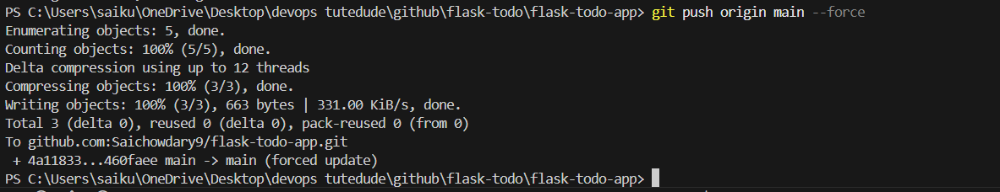 PS C:\Users\saiku\OneDrive\Desktop\devops tutedude\github\flask-todo\flask-todo-app> git push origin main --force
Enumerating objects: 5, done.
Counting objects: 100% (5/5), done.
Delta compression using up to 12 threads
Compressing objects: 100% (3/3), done.
Writing objects: 100% (3/3), 663 bytes | 331.00 KiB/s, done.
Total 3 (delta 0), reused 0 (delta 0), pack-reused 0 (from 0)
To github.com:Saichowdary9/flask-todo-app.git
 + 4a11833...460faee main -> main (forced update)
PS C:\Users\saiku\OneDrive\Desktop\devops tutedude\github\flask-todo\flask-todo-app>